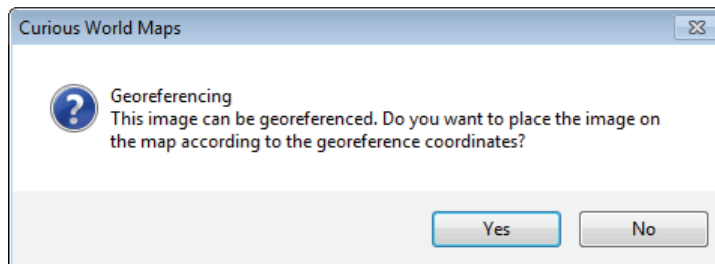 Curious World Maps
Georeferencing
This image can be georeferenced. Do you want to place the image on
the map according to the georeference coordinates?
Yes
No